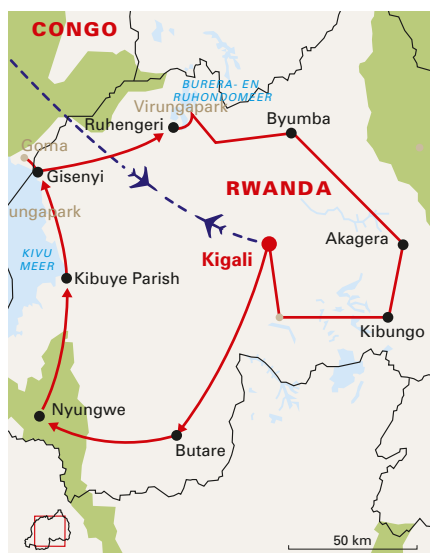 CONGO
BURERA- EN
RUHONDOMEER
Virungapark
Ruhengeri
Byumba
Goma
Gisenyi
ungapark
RWANDA
KIVU
MEER
Kigali
Akagera
Kibuye Parish
Kibungo
Nyungwe
Butare
50 km